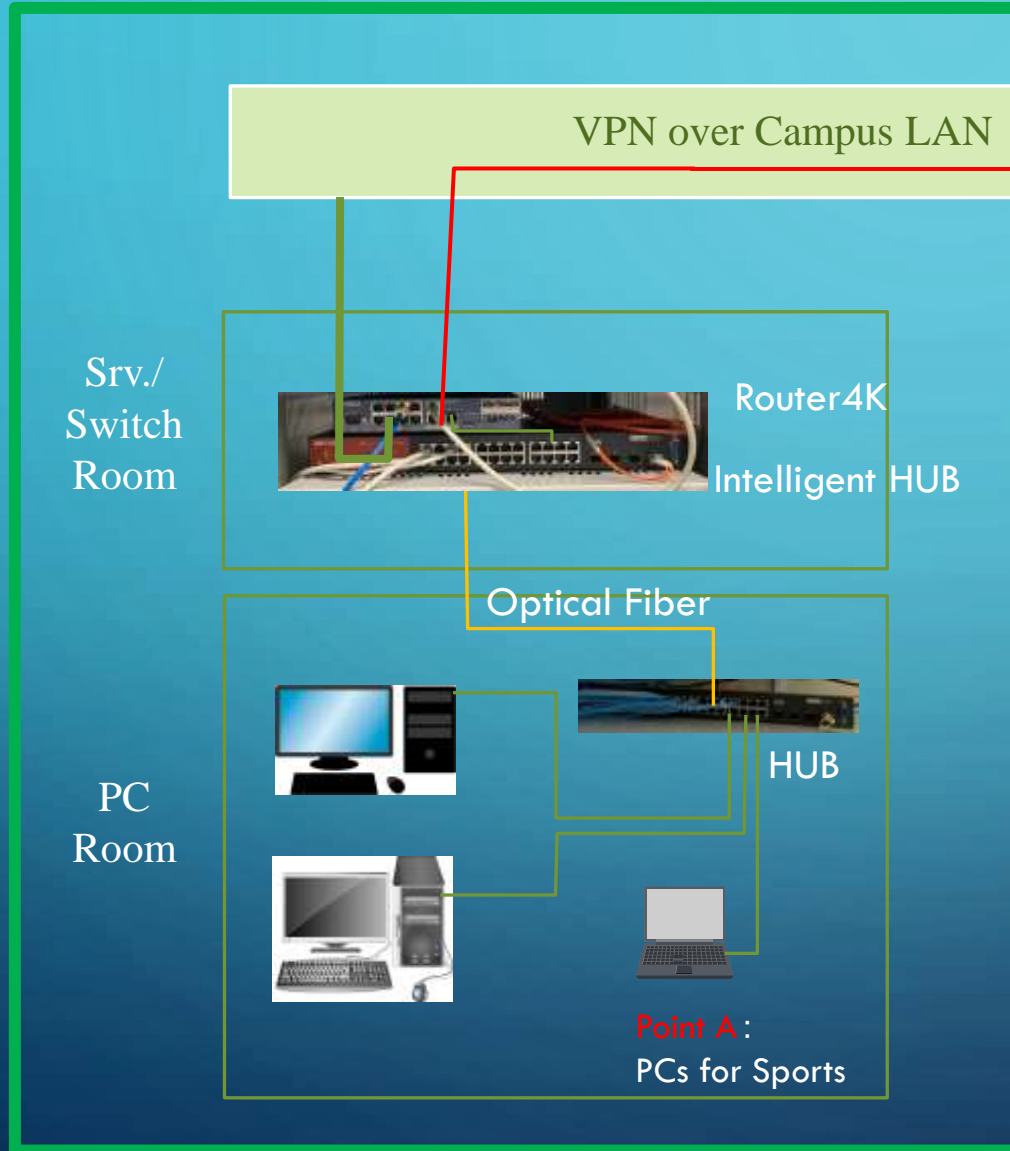 VPN over Campus LAN
Srv./
Switch
Room
Router4K
Intelligent HUB
Optical Fiber
HUB
PC
Room
Point A :
PCs for Sports